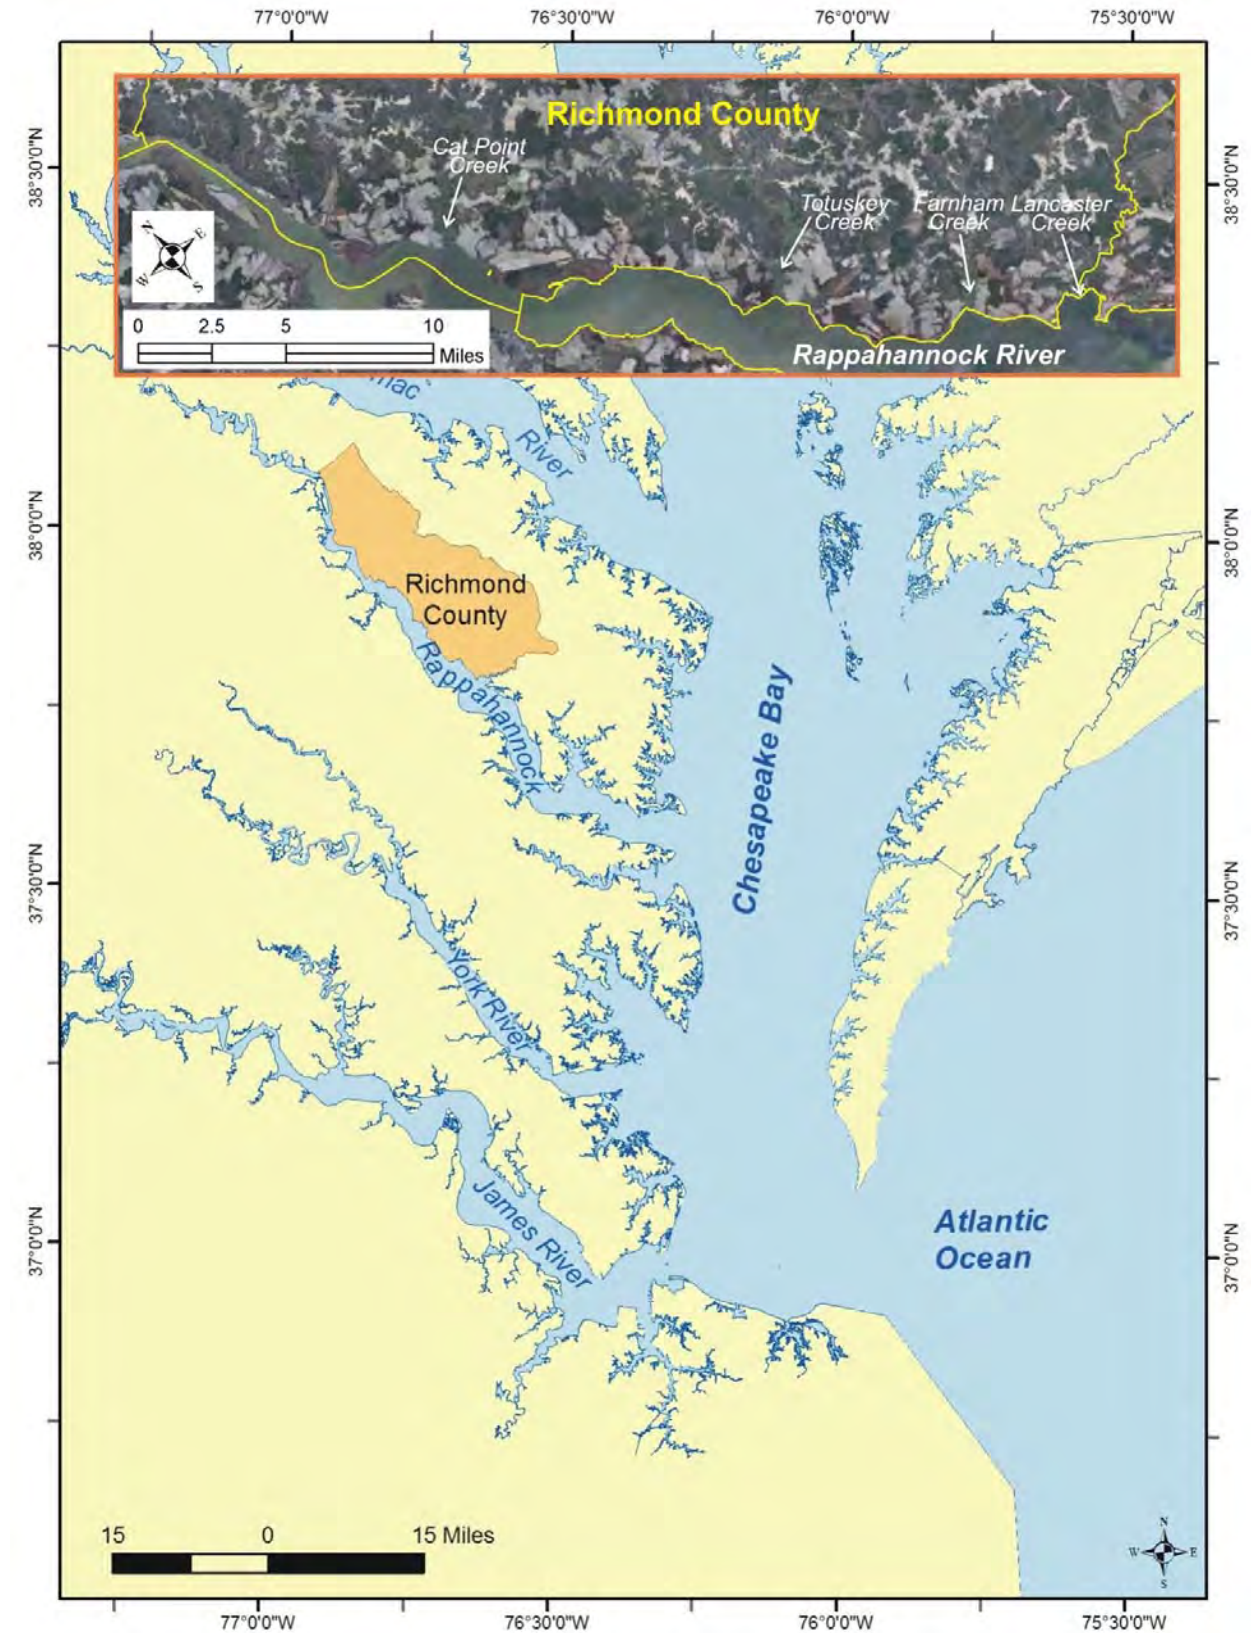 77°0'0"W
76°30'0"W
76°0'0"W
75°30'0"W
38°30'0"N
38°30'0"N
Richmond County
Cat Point
Creek
Totuskey
Creek
Farnham
Creek
Lancaster
Creek
N
E
W
S
0
2.5
5
10
Miles
Rappahannock River
mac
River
38°0'0"N
38°0'0"N
Richmond
County
Rappahannock
Chesapeake Bay
37°30'0"N
37°30'0"N
York River
James River
Atlantic
Ocean
37°0'0"N
37°0'0"N
15
0
15 Miles
N
W
E
S
77°0'0"W
76°30'0"W
76°0'0"W
75°30'0"W